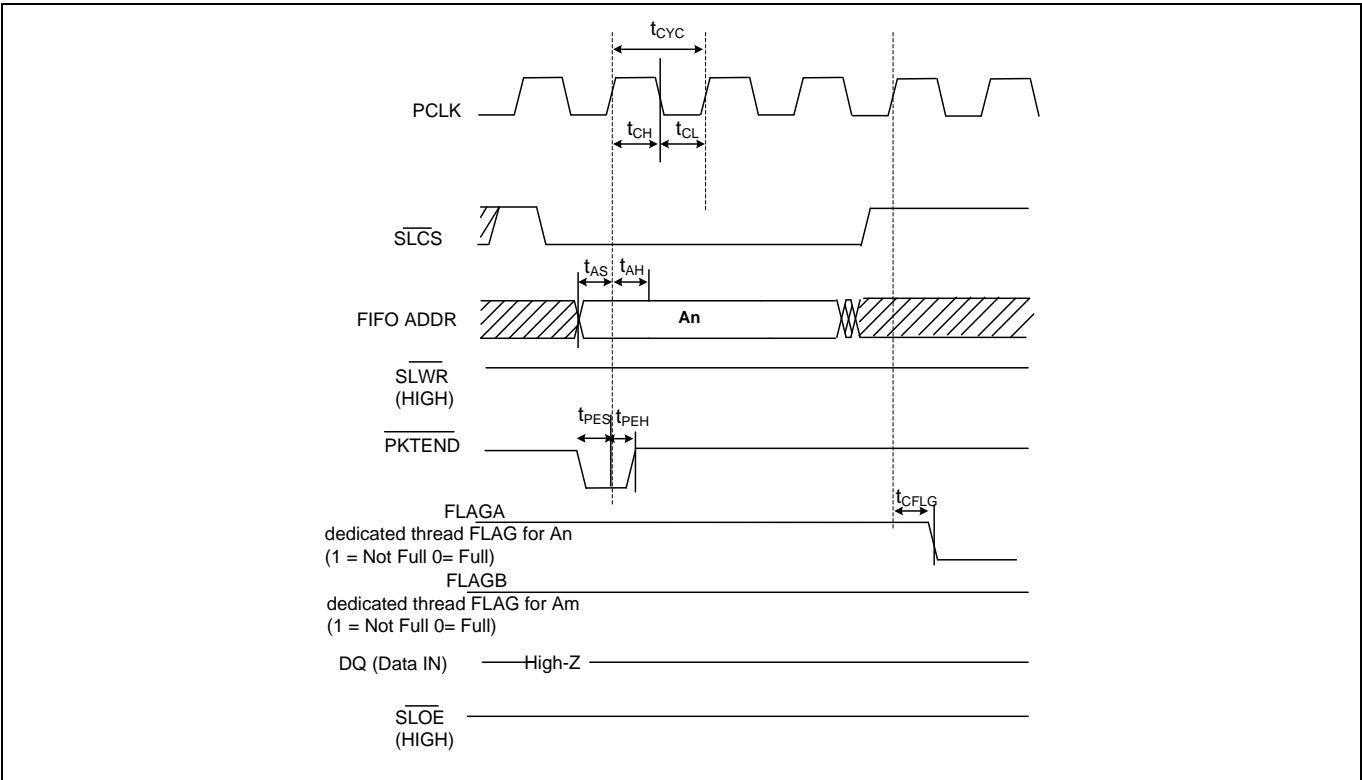 tCYC
PCLK
tCH tCL
SLCS
tAS tAH
FIFO ADDR
An
SLWR
(HIGH)
tPES tPEH
PKTEND
tCFLG
FLAGA
dedicated thread FLAG for An
(1 = Not Full 0= Full)
FLAGB
dedicated thread FLAG for Am
(1 = Not Full 0= Full)
DQ (Data IN) High-Z
SLOE
(HIGH)